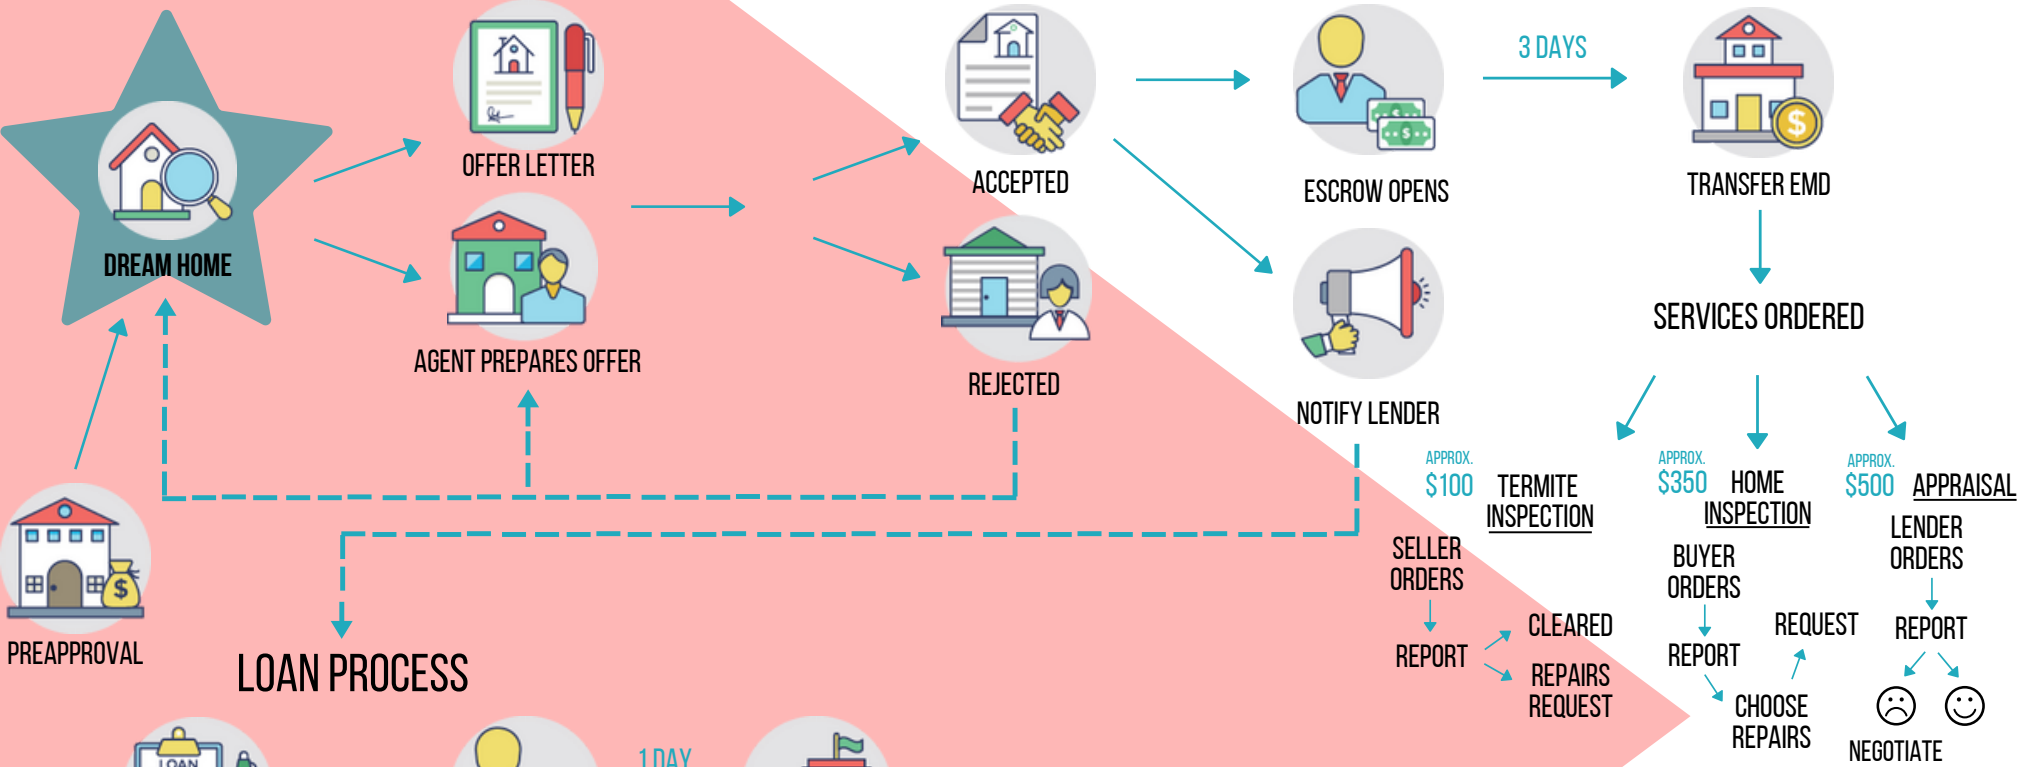 3 DAYS
OFFER LETTER
ACCEPTED
ESCROW OPENS
TRANSFER EMD
DREAM HOME
SERVICES ORDERED
AGENT PREPARES OFFER
REJECTED
NOTIFY LENDER
APPROX.
$100
TERMITE
INSPECTION
APPROX.
$350
HOME
INSPECTION
APPROX.
$500
APPRAISAL
SELLER
ORDERS
BUYER
ORDERS
LENDER
ORDERS
REPORT
CLEARED
REPAIRS
REQUEST
REPORT
REQUEST
CHOOSE
REPAIRS
REPORT
NEGOTIATE
PREAPPROVAL
LOAN PROCESS
LOAN
1 DAY